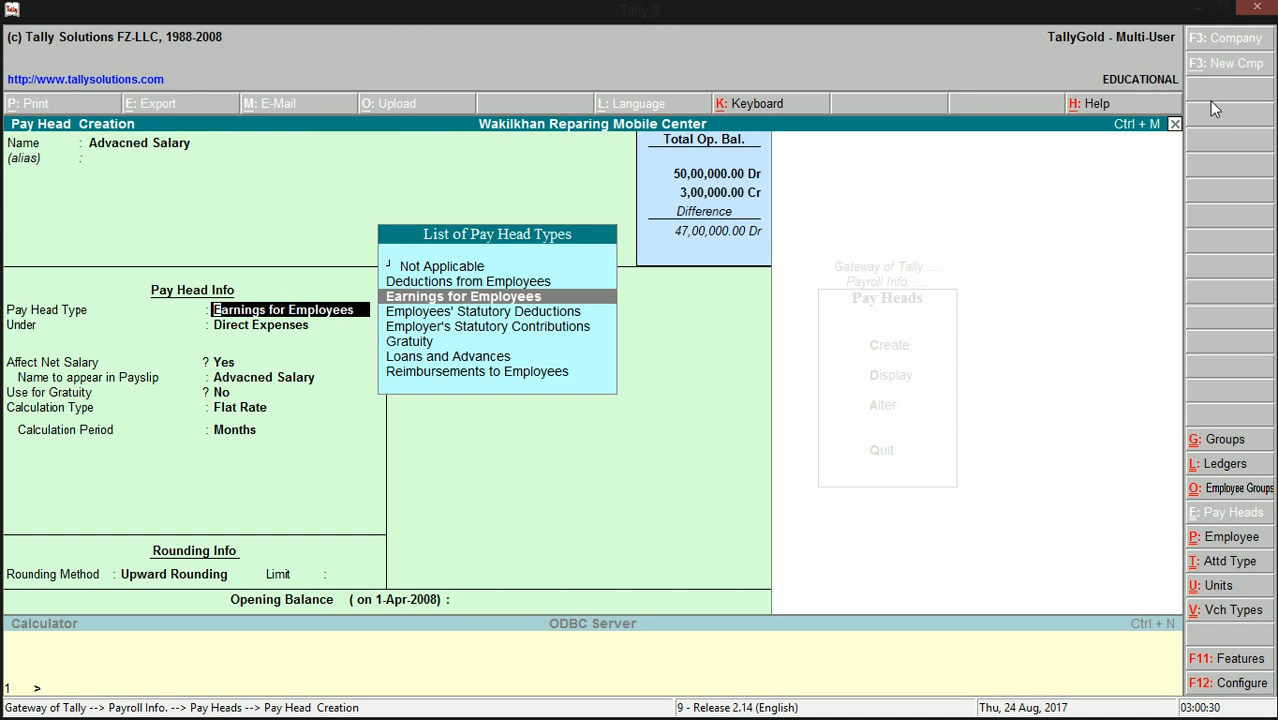 Tally
Tally 9
(c) Tally Solutions FZ-LLC, 1988-2008
TallyGold - Multi-User
http://www.tallysolutions.com
EDUCATIONAL
P: Print
E: Export
M: E-Mail
O: Upload
L: Language
K: Keyboard
H: Help
Pay Head Creation
Wakilkhan Reparing Mobile Center
Ctrl + M
Name : Advacned Salary
(alias) :
Total Op. Bal.
50,00,000.00 Dr
3,00,000.00 Cr
Difference
47,00,000.00 Dr
List of Pay Head Types
Not Applicable
Deductions from Employees
Earnings for Employees
Employees' Statutory Deductions
Employer's Statutory Contributions
Gratuity
Loans and Advances
Reimbursements to Employees
Pay Head Info
Pay Head Type : Earnings for Employees
Under : Direct Expenses
Affect Net Salary ? Yes
Name to appear in Payslip : Advacned Salary
Use for Gratuity ? No
Calculation Type : Flat Rate
Calculation Period : Months
Rounding Info
Rounding Method : Upward Rounding Limit :
Opening Balance ( on 1-Apr-2008) :
Gateway of Tally ....
Payroll Info. ....
Pay Heads
Create
Display
Alter
Quit
F3: Company
F3: New Cmp
G: Groups
L: Ledgers
O: Employee Groups
E: Pay Heads
P: Employee
T: Attd Type
U: Units
V: Vch Types
F11: Features
F12: Configure
Calculator
ODBC Server
Ctrl + N
1 >
Gateway of Tally --> Payroll Info. --> Pay Heads --> Pay Head Creation
9 - Release 2.14 (English)
Thu, 24 Aug, 2017
03:00:30